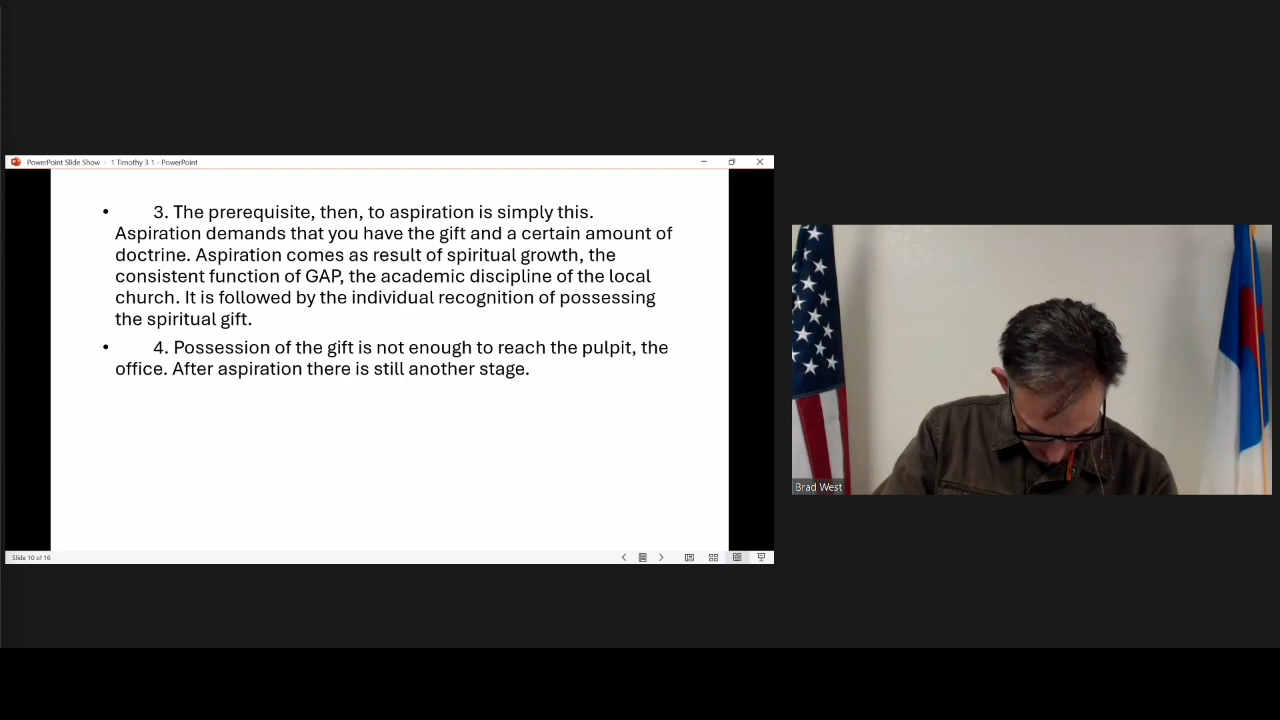 PowerPoint Slide Show - 1 Timothy 3 1 - PowerPoint
• 3. The prerequisite, then, to aspiration is simply this.
Aspiration demands that you have the gift and a certain amount of
doctrine. Aspiration comes as result of spiritual growth, the
consistent function of GAP, the academic discipline of the local
church. It is followed by the individual recognition of possessing
the spiritual gift.
• 4. Possession of the gift is not enough to reach the pulpit, the
office. After aspiration there is still another stage.
Slide 10 of 16
Brad West